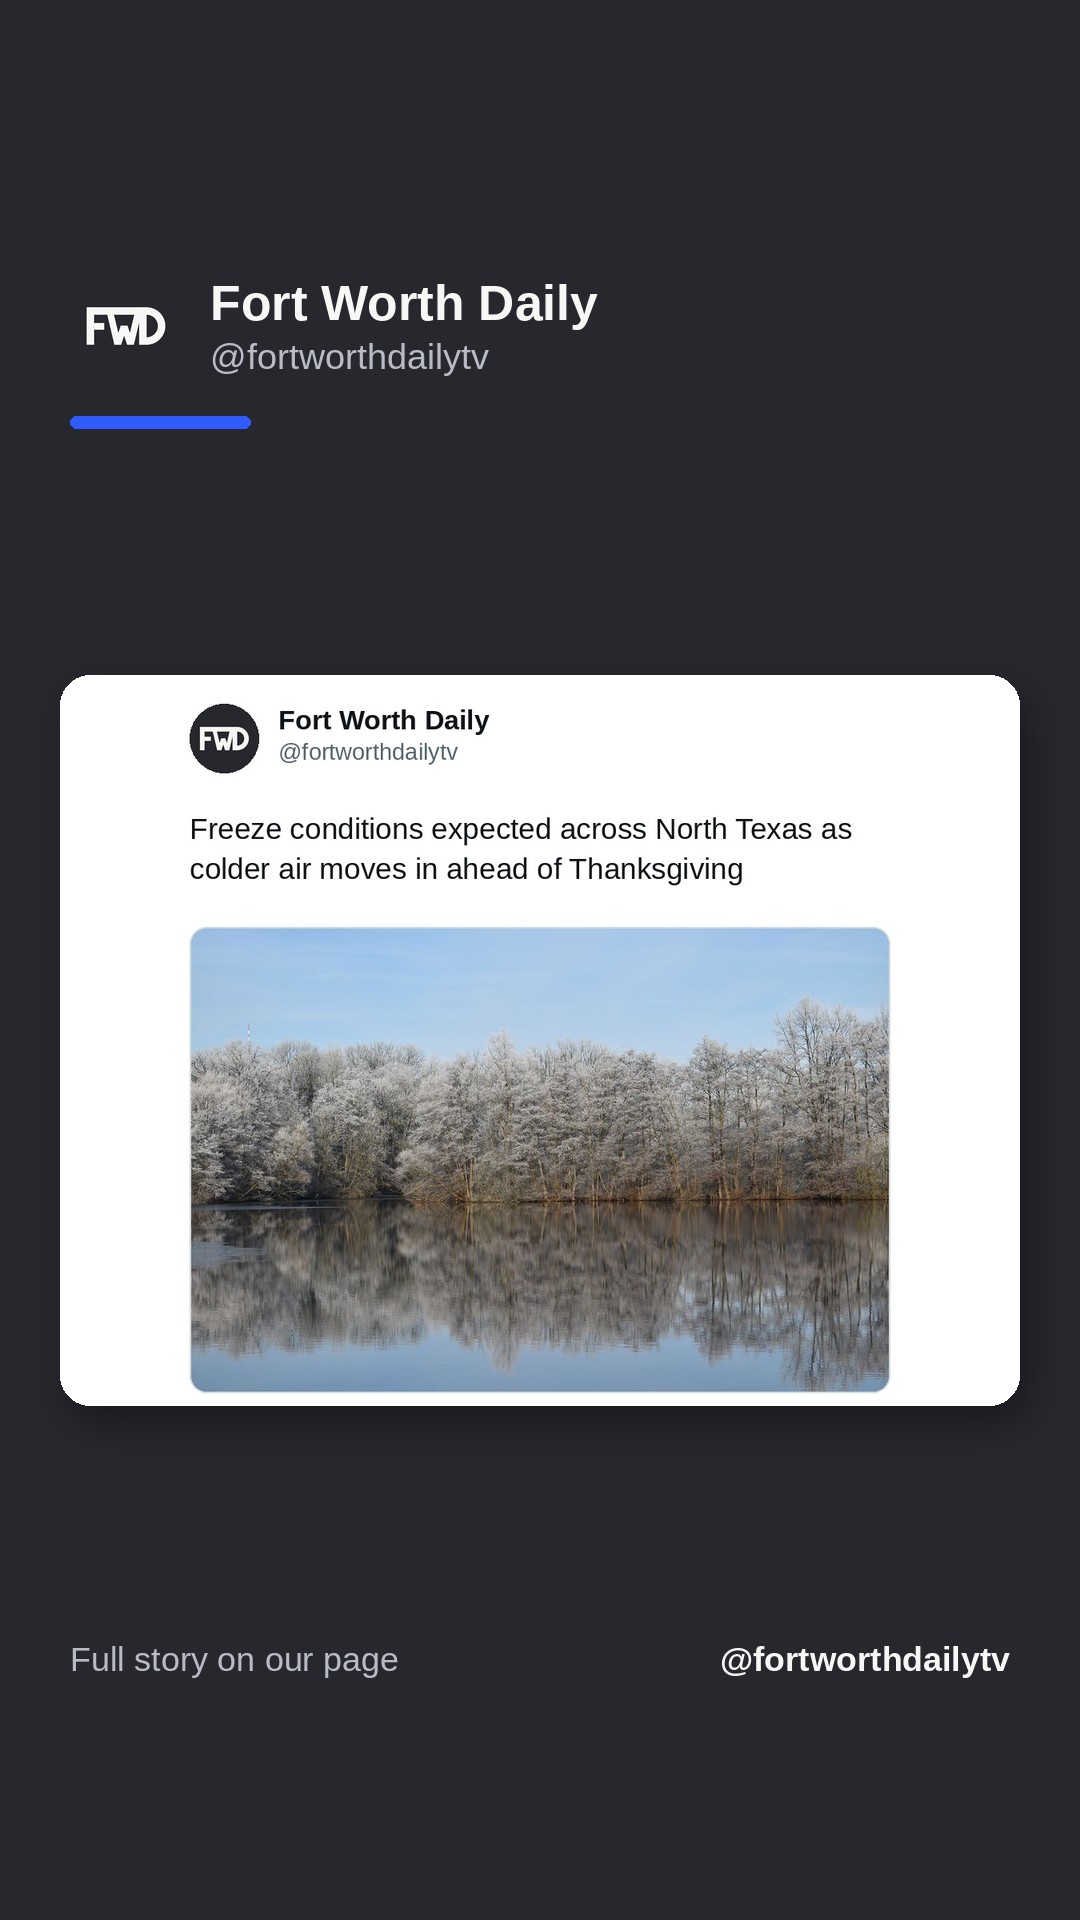 FWD
Fort Worth Daily
@fortworthdailytv
FWD
Fort Worth Daily
@fortworthdailytv
Freeze conditions expected across North Texas as
colder air moves in ahead of Thanksgiving
Full story on our page
@fortworthdailytv